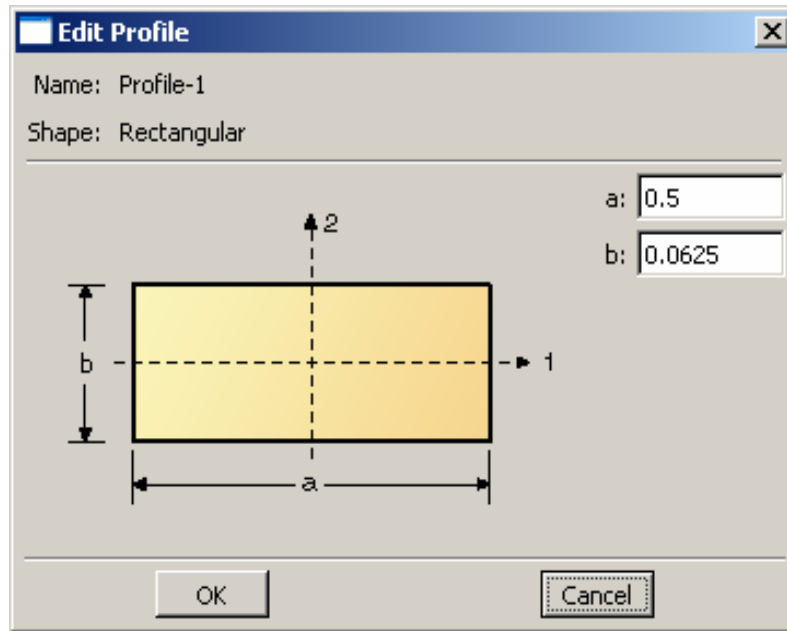 Edit Profile
Name: Profile-1
Shape: Rectangular
a: 0.5
b: 0.0625
2
b
1
a
OK
Cancel